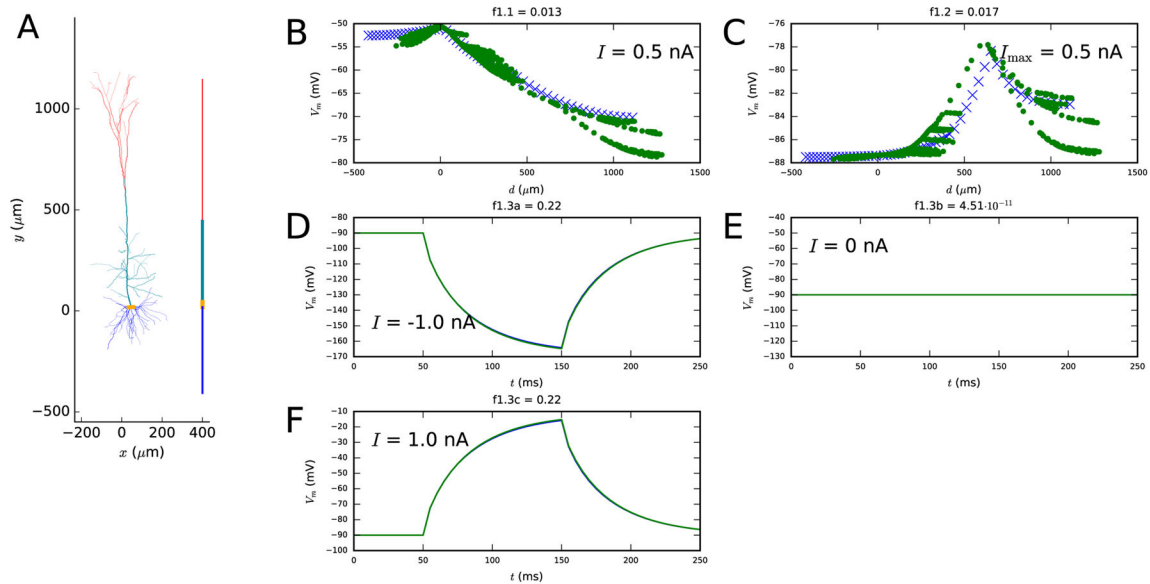 A
1000
500
0
−500
y (μm)
−200 0 200 400
x (μm)
B
f1.1 = 0.013
I = 0.5 nA
−50
−55
−60
−65
−70
−75
−80
V_m (mV)
−500 0 500 1000 1500
d (μm)
C
f1.2 = 0.017
I_max = 0.5 nA
−76
−78
−80
−82
−84
−86
−88
V_m (mV)
−500 0 500 1000 1500
d (μm)
D
f1.3a = 0.22
I = -1.0 nA
−80
−90
−100
−110
−120
−130
−140
−150
−160
−170
V_m (mV)
0 50 100 150 200 250
t (ms)
E
f1.3b = 4.51·10⁻¹¹
I = 0 nA
−40
−50
−60
−70
−80
−90
−100
−110
−120
−130
V_m (mV)
0 50 100 150 200 250
t (ms)
F
f1.3c = 0.22
I = 1.0 nA
−10
−20
−30
−40
−50
−60
−70
−80
−90
−100
V_m (mV)
0 50 100 150 200 250
t (ms)